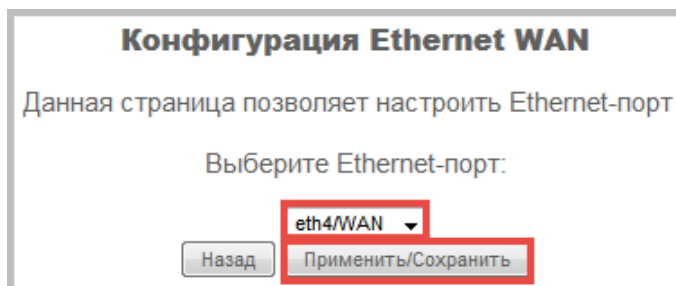 Конфигурация Ethernet WAN
Данная страница позволяет настроить Ethernet-порт
Выберите Ethernet-порт:
eth4/WAN
Назад Применить/Сохранить